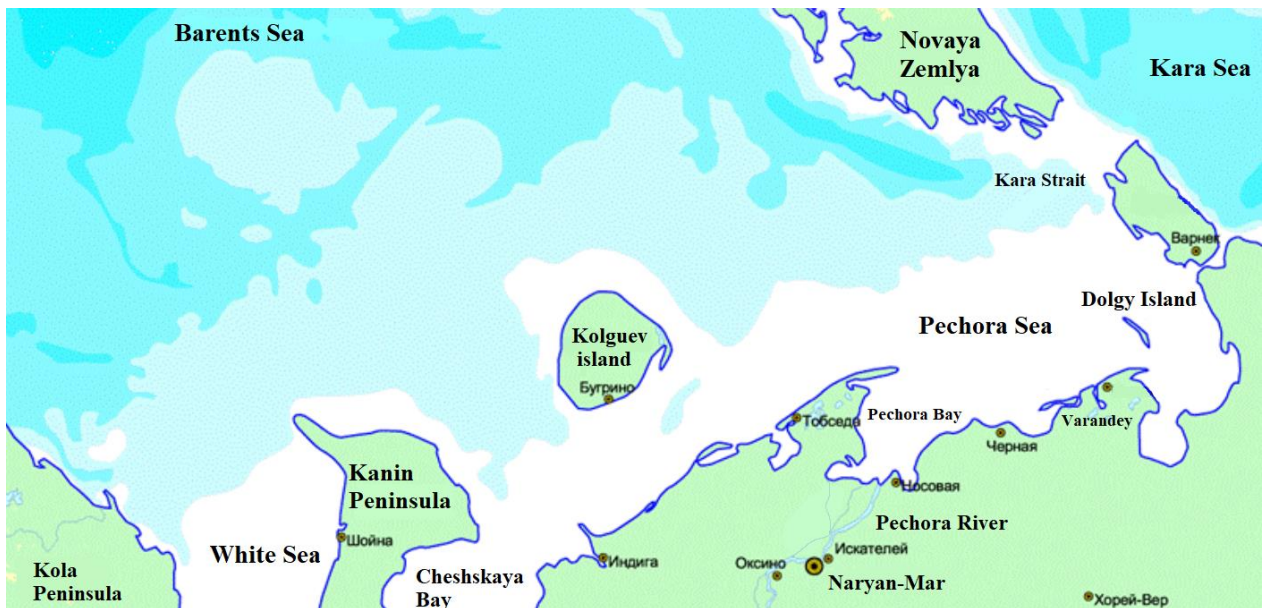 Barents Sea
Novaya
Zemlya
Kara Sea
Kara Strait
Варнек
Dolgy Island
Pechora Sea
Kolguev
island
Бугрино
Тобседа
Pechora Bay
Varandey
Черная
Kanin
Peninsula
Носовая
Pechora River
Шойна
White Sea
Индига
Искателей
Оксино
Naryan-Mar
Kola
Peninsula
Cheshskaya
Bay
Хорей-Вер